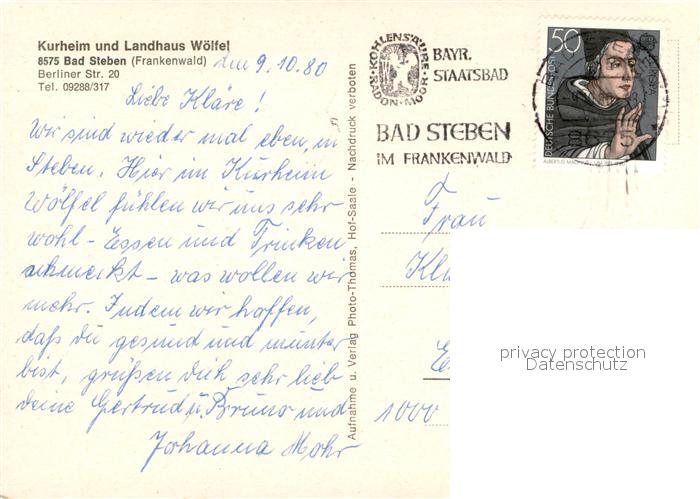 Kurheim und Landhaus Wölfel
8575 Bad Steben (Frankenwald)
Berliner Str. 20
Tel. 09288/317
den 9.10.80
Liebe Kläre!
Wir sind wieder mal eben, in
Steben. Hier im Kurheim
Wölfel fühlen wir uns sehr
wohl - Essen und Trinken
schmeckt - was wollen wir
mehr. Indem wir hoffen,
daß du gesund und munter
bist, grüßen dich sehr lieb
deine Gertrud u. Bruno und
Johanna Mohr
Aufnahme u. Verlag Photo-Thomas, Hof-Saale - Nachdruck verboten
KOHLENSÄURE
RADON-MOOR
BAYR.
STAATSBAD
BAD STEBEN
IM FRANKENWALD
50
DEUTSCHE BUNDESPOST
EUROPA
Frau
1000
privacy protection
Datenschutz